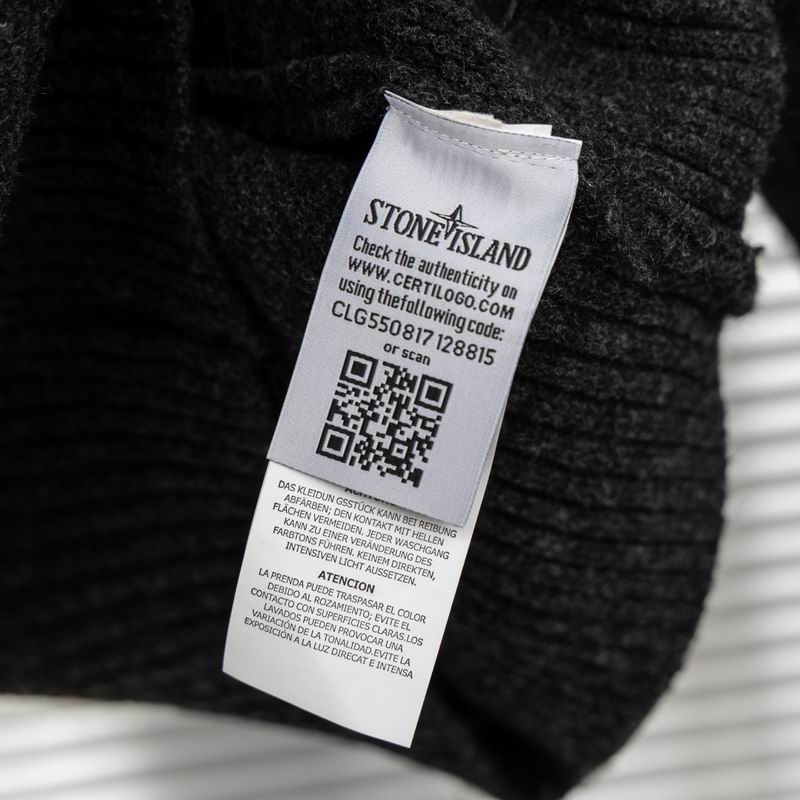 STONE ISLAND
Check the authenticity on
WWW.CERTILOGO.COM
using thefollowing code:
CLG550817128815
or scan
DAS KLEIDUN GSSTÜCK KANN BEI REIBUNG
ABFÄRBEN; DEN KONTAKT MIT HELLEN
FLÄCHEN VERMEIDEN. JEDER WASCHGANG
KANN ZU EINER VERÄNDERUNG DES
FARBTONS FÜHREN. KEINEM DIREKTEN,
INTENSIVEN LICHT AUSSETZEN.
ATENCION
LA PRENDA PUEDE TRASPASAR EL COLOR
DEBIDO AL ROZAMIENTO; EVITE EL
CONTACTO CON SUPERFICIES CLARAS.LOS
LAVADOS PUEDEN PROVOCAR UNA
VARIACIÓN DE LA TONALIDAD.EVITE LA
EXPOSICIÓN A LA LUZ DIRECAT E INTENSA